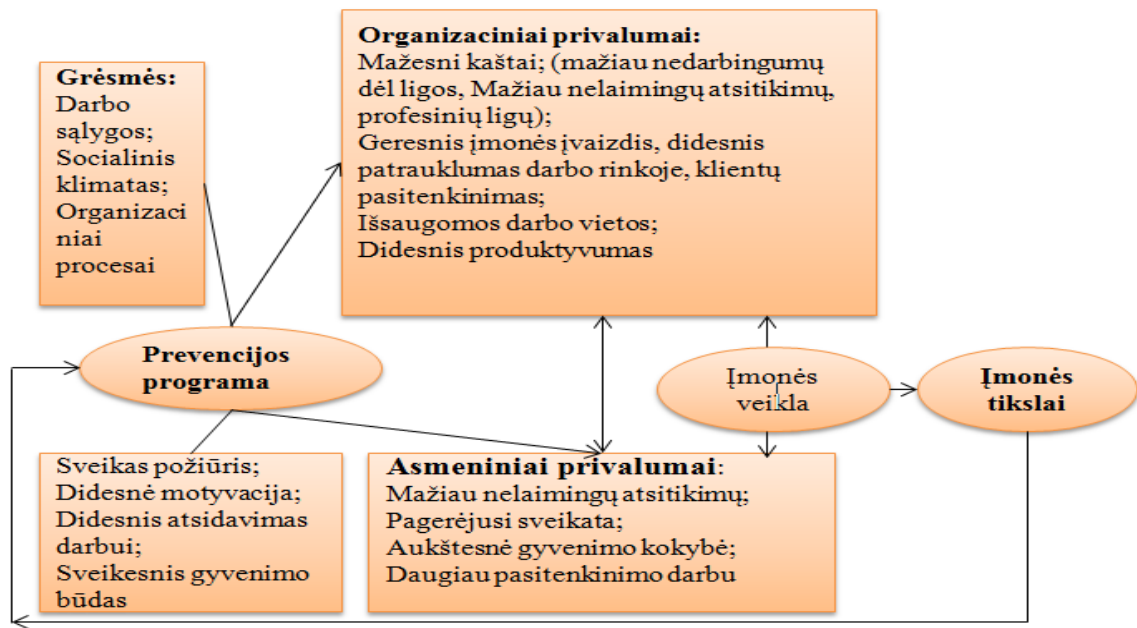 Grėsmės:
Darbo
sąlygos;
Socialinis
klimatas;
Organizaci
niai
procesai
Organizaciniai privalumai:
Mažesni kaštai; (mažiau nedarbingumų
dėl ligos, Mažiau nelaimingų atsitikimų,
profesinių ligų);
Geresnis įmonės įvaizdis, didesnis
patrauklumas darbo rinkoje, klientų
pasitenkinimas;
Išsaugomos darbo vietos;
Didesnis produktyvumas
Prevencijos
programa
Įmonės
veikla
Įmonės
tikslai
Sveikas požiūris;
Didesnė motyvacija;
Didesnis atsidavimas
darbui;
Sveikesnis gyvenimo
būdas
Asmeniniai privalumai:
Mažiau nelaimingų atsitikimų;
Pagerėjusi sveikata;
Aukštesnė gyvenimo kokybė;
Daugiau pasitenkinimo darbu